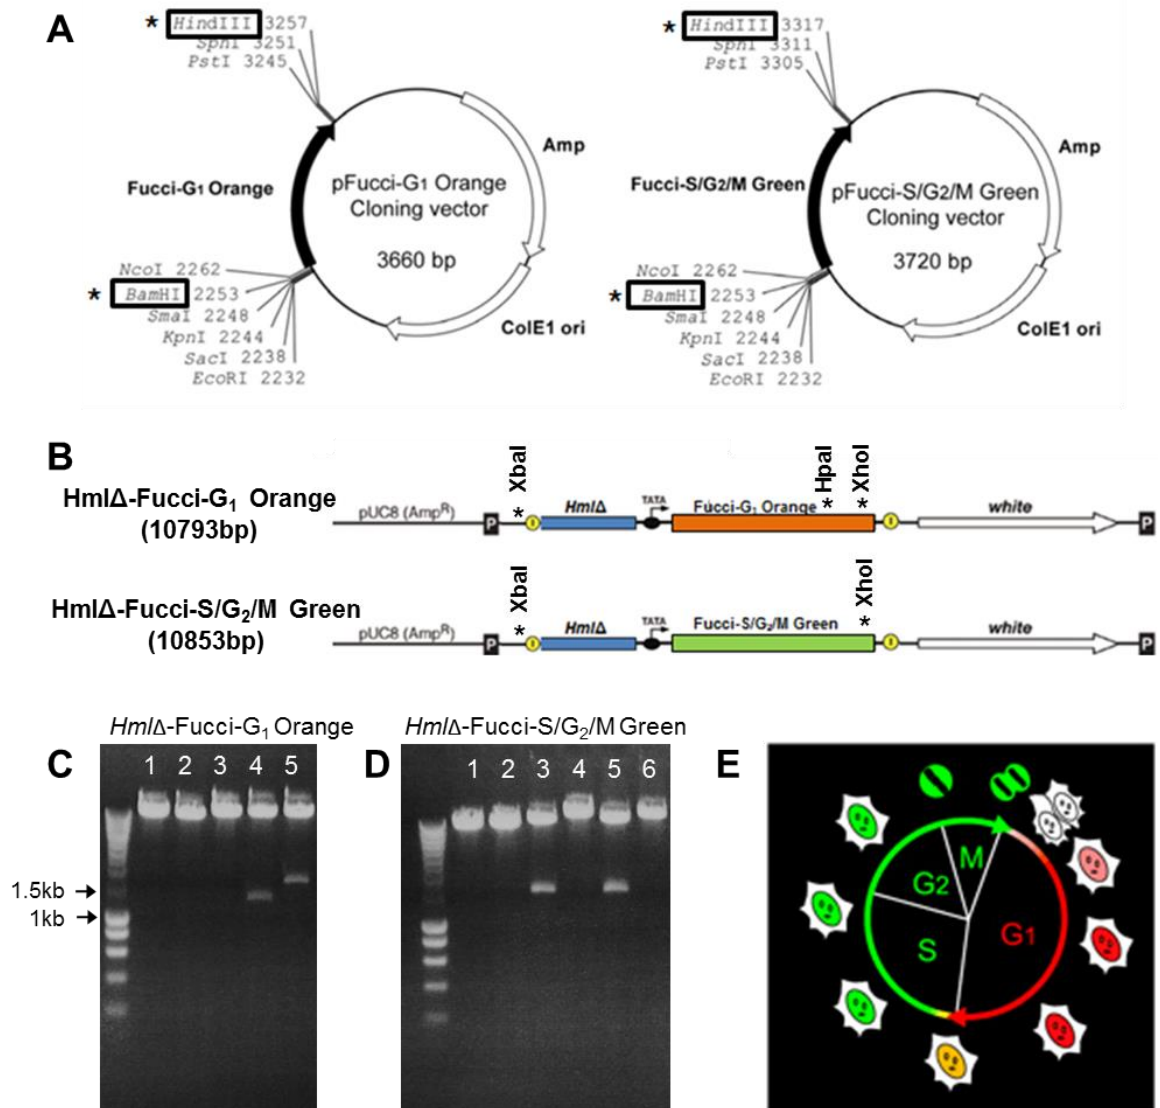 A
* HindIII 3257
SphI 3251
PstI 3245
Fucci-G1 Orange
pFucci-G1 Orange
Cloning vector
3660 bp
Amp
NcoI 2262
* BamHI 2253
SmaI 2248
KpnI 2244
SacI 2238
EcoRI 2232
ColE1 ori
* HindIII 3317
SphI 3311
PstI 3305
Fucci-S/G2/M Green
pFucci-S/G2/M Green
Cloning vector
3720 bp
Amp
NcoI 2262
* BamHI 2253
SmaI 2248
KpnI 2244
SacI 2238
EcoRI 2232
ColE1 ori
B
HmlΔ-Fucci-G1 Orange
(10793bp)
pUC8 (AmpR)
P
XbaI
*
I
HmlΔ
TATA
Fucci-G1 Orange
HpaI
*
XhoI
*
I
white
P
HmlΔ-Fucci-S/G2/M Green
(10853bp)
pUC8 (AmpR)
P
XbaI
*
I
HmlΔ
TATA
Fucci-S/G2/M Green
XhoI
*
I
white
P
C
HmlΔ-Fucci-G1 Orange
1 2 3 4 5
1.5kb
1kb
D
HmlΔ-Fucci-S/G2/M Green
1 2 3 4 5 6
E
M
G2
G1
S